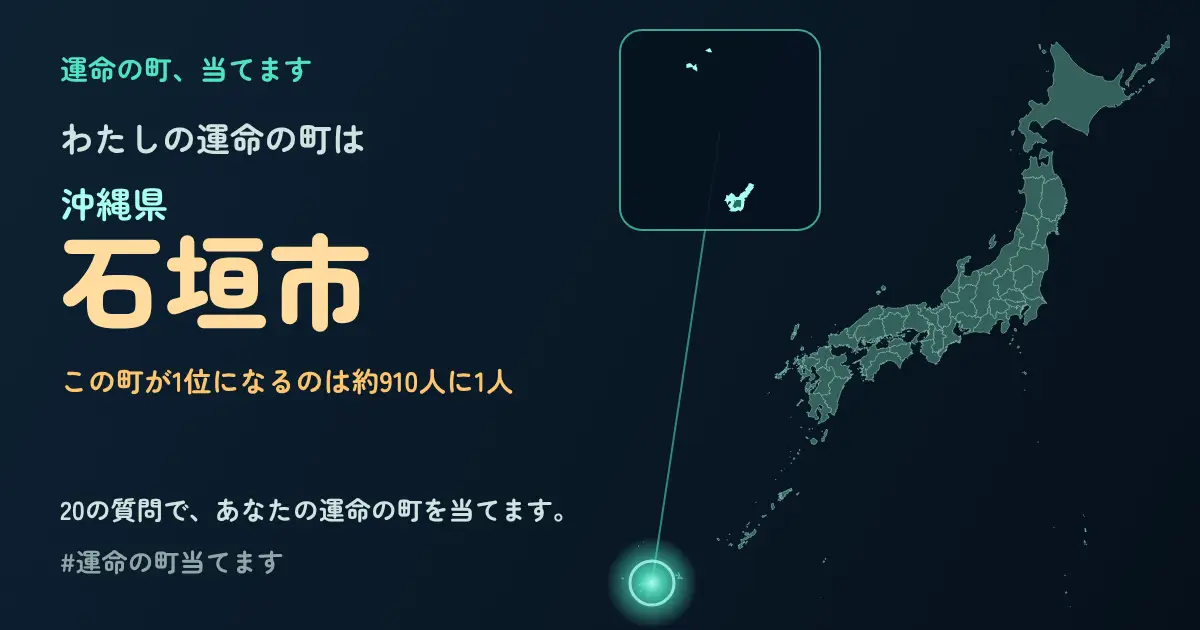 運命の町、当てます
わたしの運命の町は
沖縄県
石垣市
この町が1位になるのは約910人に1人
20の質問で、あなたの運命の町を当てます。
#運命の町当てます